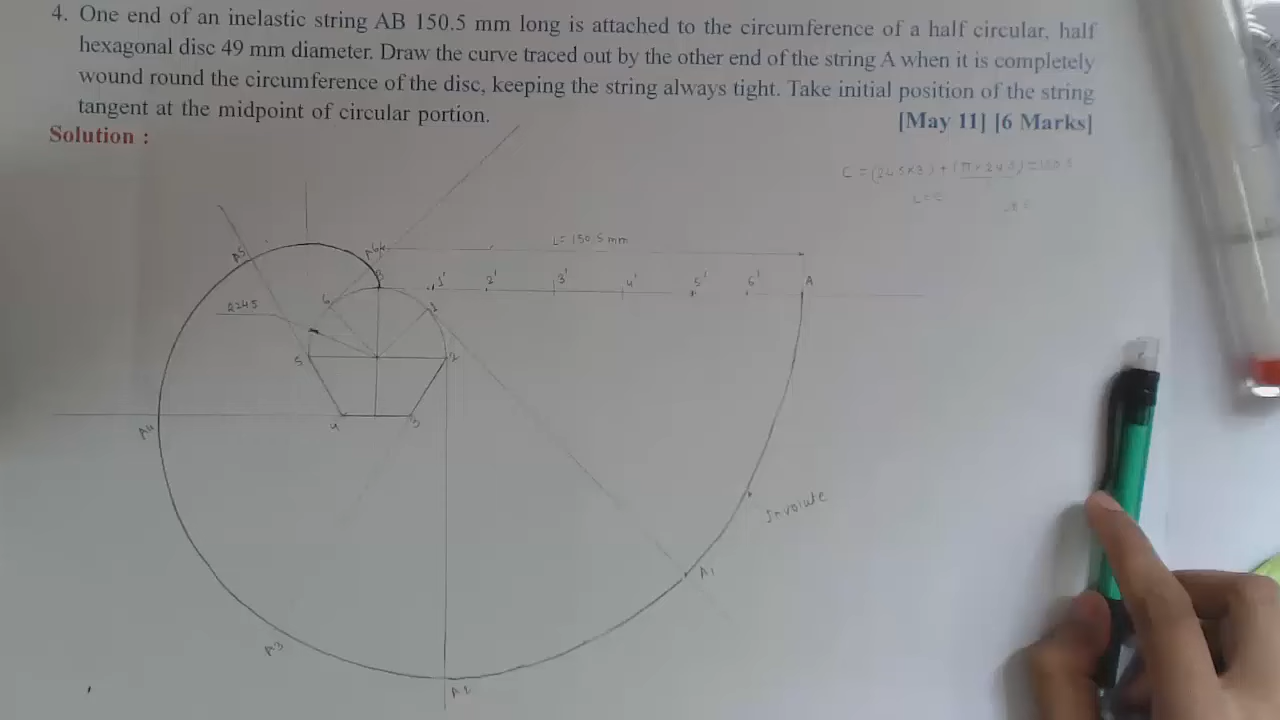 4. One end of an inelastic string AB 150.5 mm long is attached to the circumference of a half circular, half
hexagonal disc 49 mm diameter. Draw the curve traced out by the other end of the string A when it is completely
wound round the circumference of the disc, keeping the string always tight. Take initial position of the string
tangent at the midpoint of circular portion. [May 11] [6 Marks]
Solution :
L= 150.5 mm
A5
B
1' 2' 3' 4' 5' 6' A
6
1
R24.5
5 2
4 3
A4
Involute
A1
A3
A2